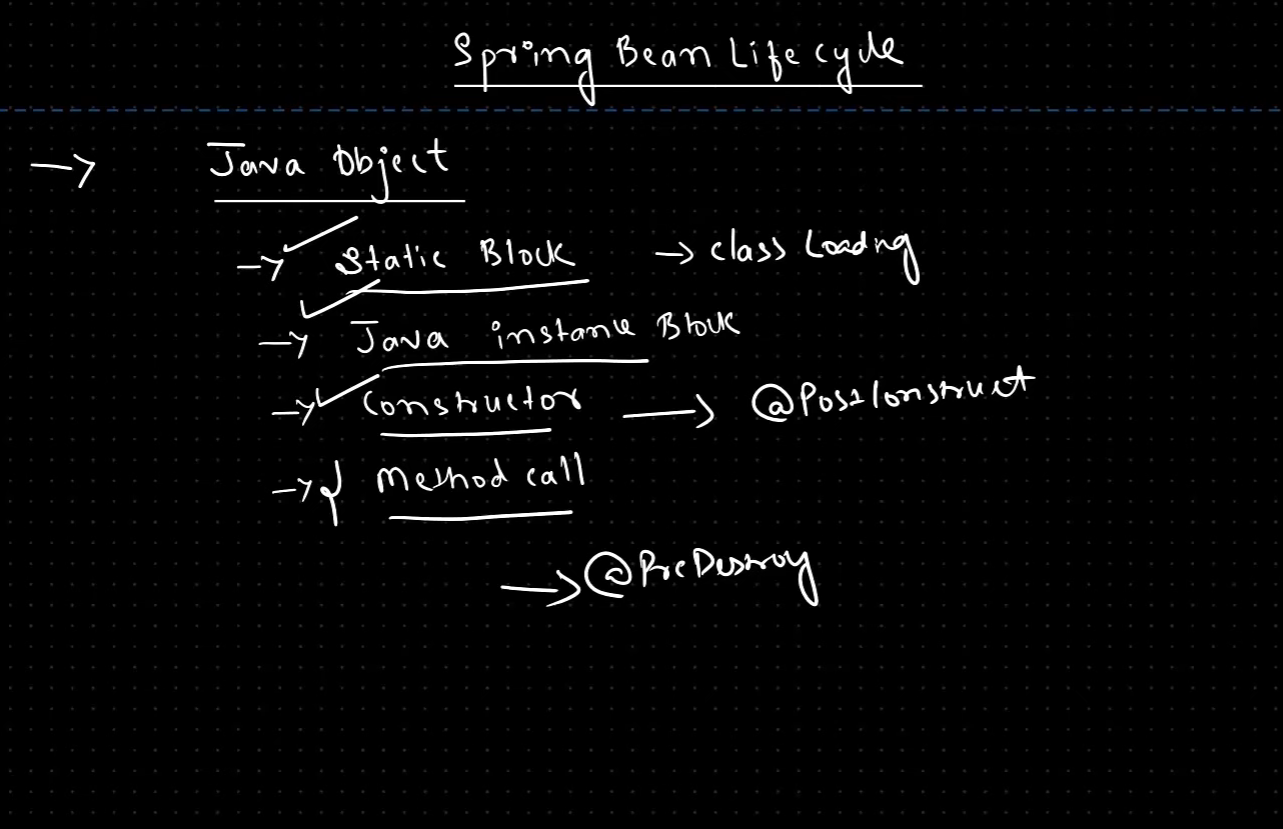 Spring Bean Life cycle
→ Java Object
→ Static Block → class Loading
→ Java instance Block
→ Constructor → @PostConstruct
→ Method call
→ @PreDestroy